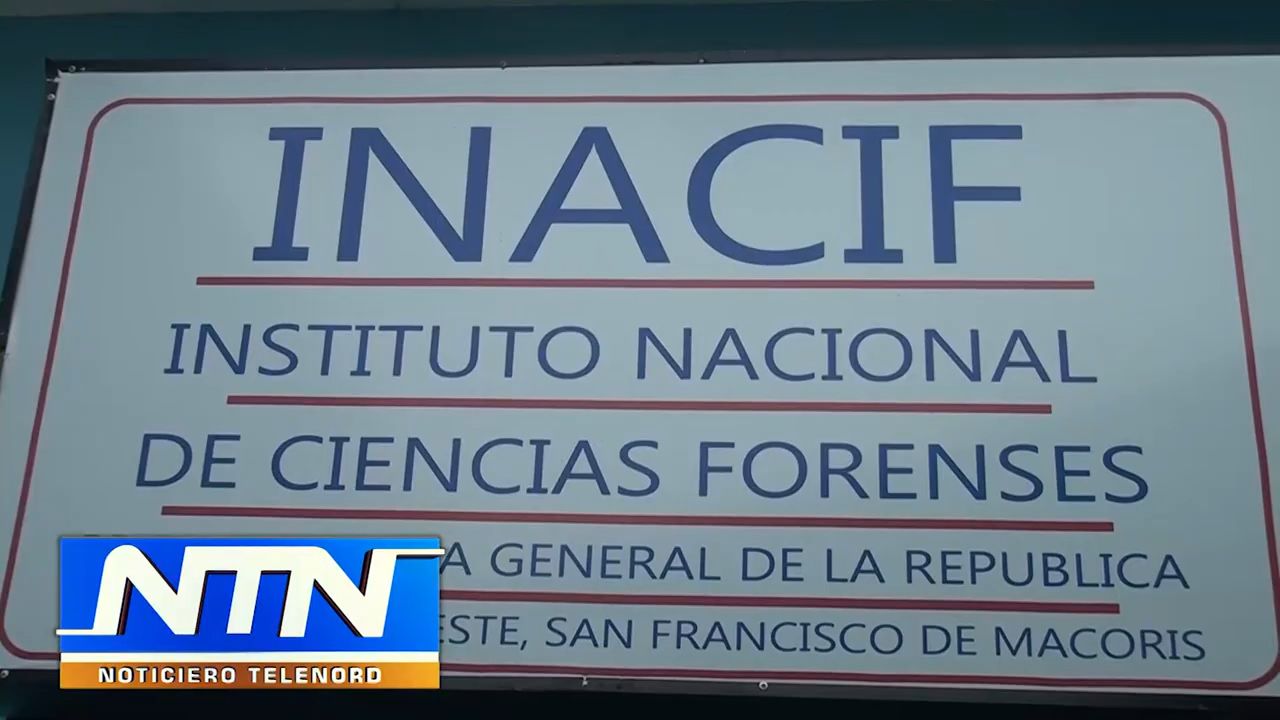 INACIF
INSTITUTO NACIONAL
DE CIENCIAS FORENSES
A GENERAL DE LA REPUBLICA
ESTE, SAN FRANCISCO DE MACORIS
NTN
NOTICIERO TELENORD